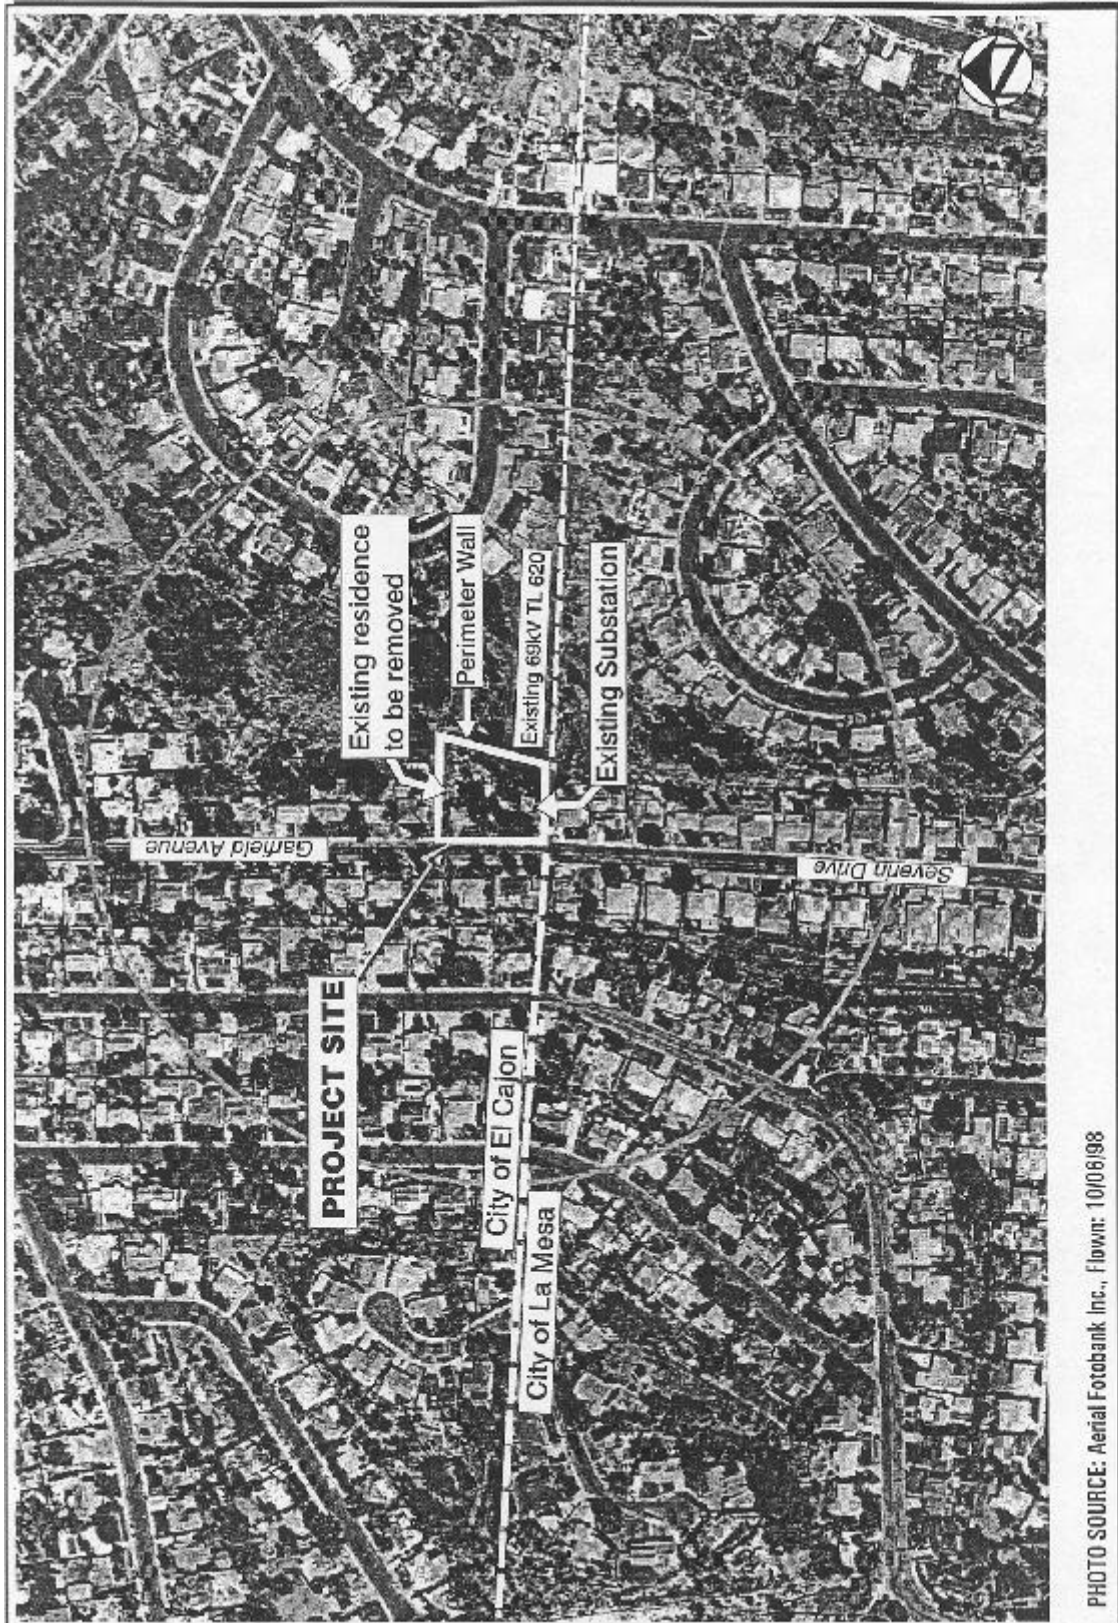 Existing residence
to be removed
Perimeter Wall
Existing 69kV TL 620
Existing Substation
Garfield Avenue
Severin Drive
PROJECT SITE
City of El Cajon
City of La Mesa
PHOTO SOURCE: Aerial Fotobank Inc., Flown: 10/06/98